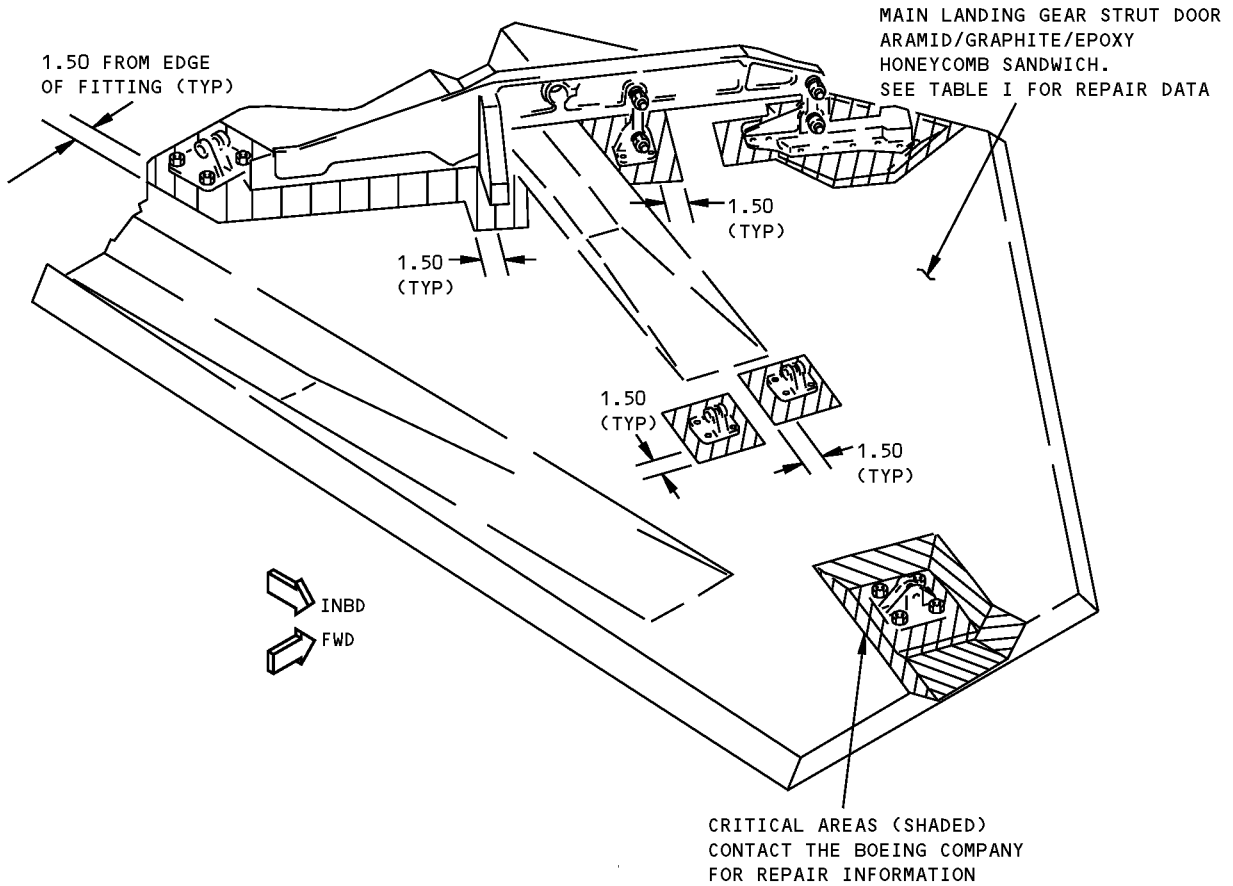 MAIN LANDING GEAR STRUT DOOR
ARAMID/GRAPHITE/EPOXY
HONEYCOMB SANDWICH.
SEE TABLE I FOR REPAIR DATA
1.50 FROM EDGE
OF FITTING (TYP)
1.50
(TYP)
1.50
(TYP)
1.50
(TYP)
1.50
(TYP)
INBD
FWD
CRITICAL AREAS (SHADED)
CONTACT THE BOEING COMPANY
FOR REPAIR INFORMATION